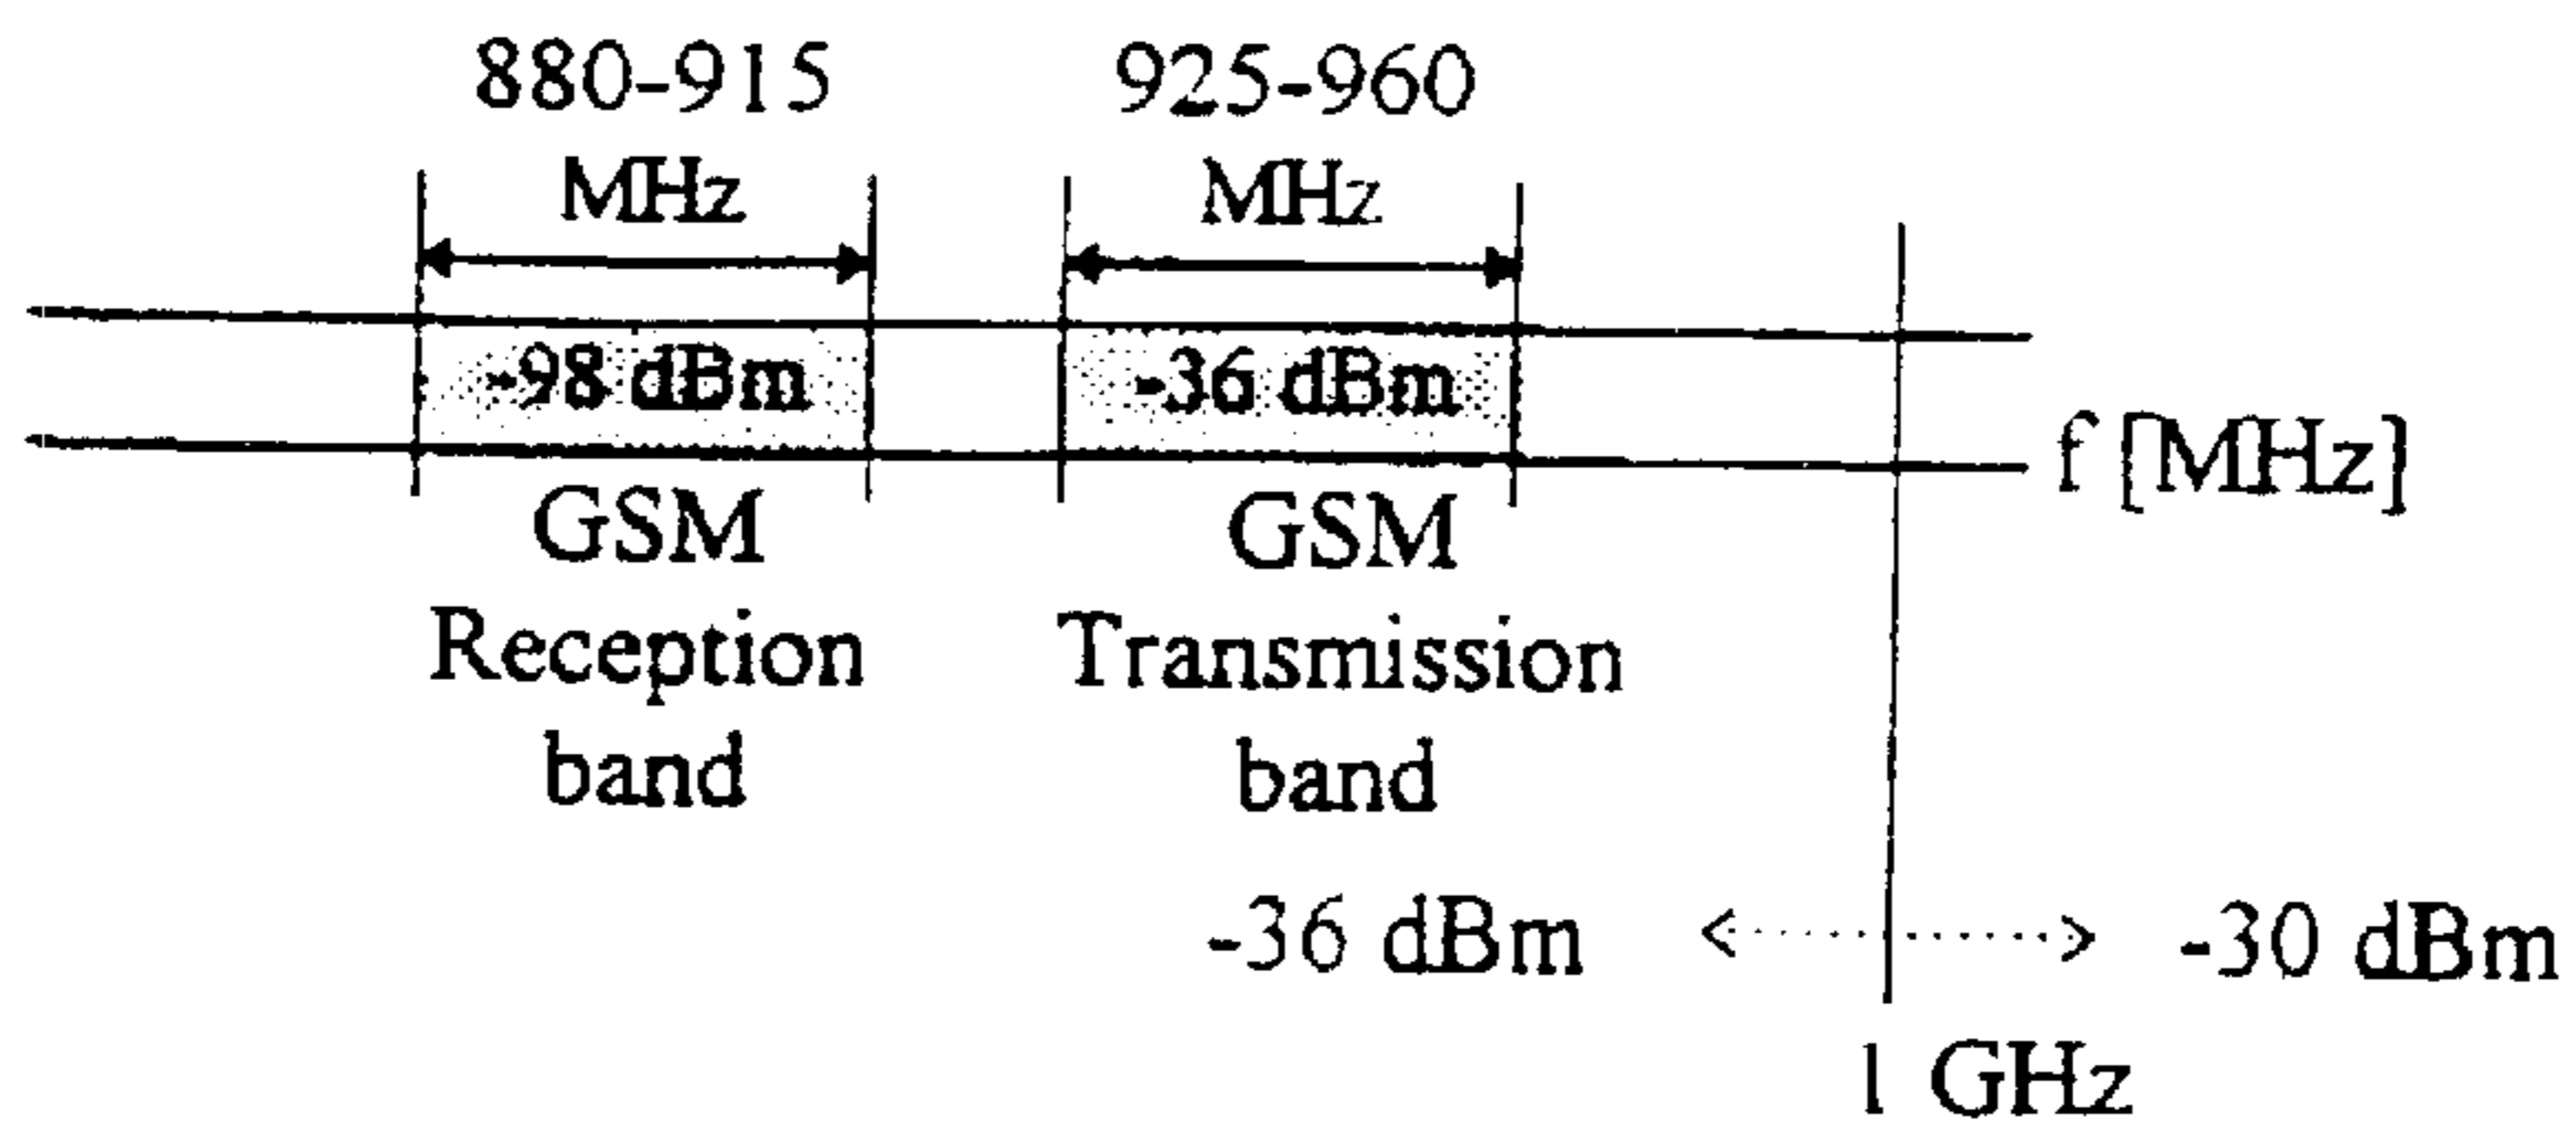 880-915
MHz
925-960
MHz
-98 dBm
-36 dBm
f [MHz]
GSM
Reception
band
GSM
Transmission
band
-36 dBm
-30 dBm
1 GHz